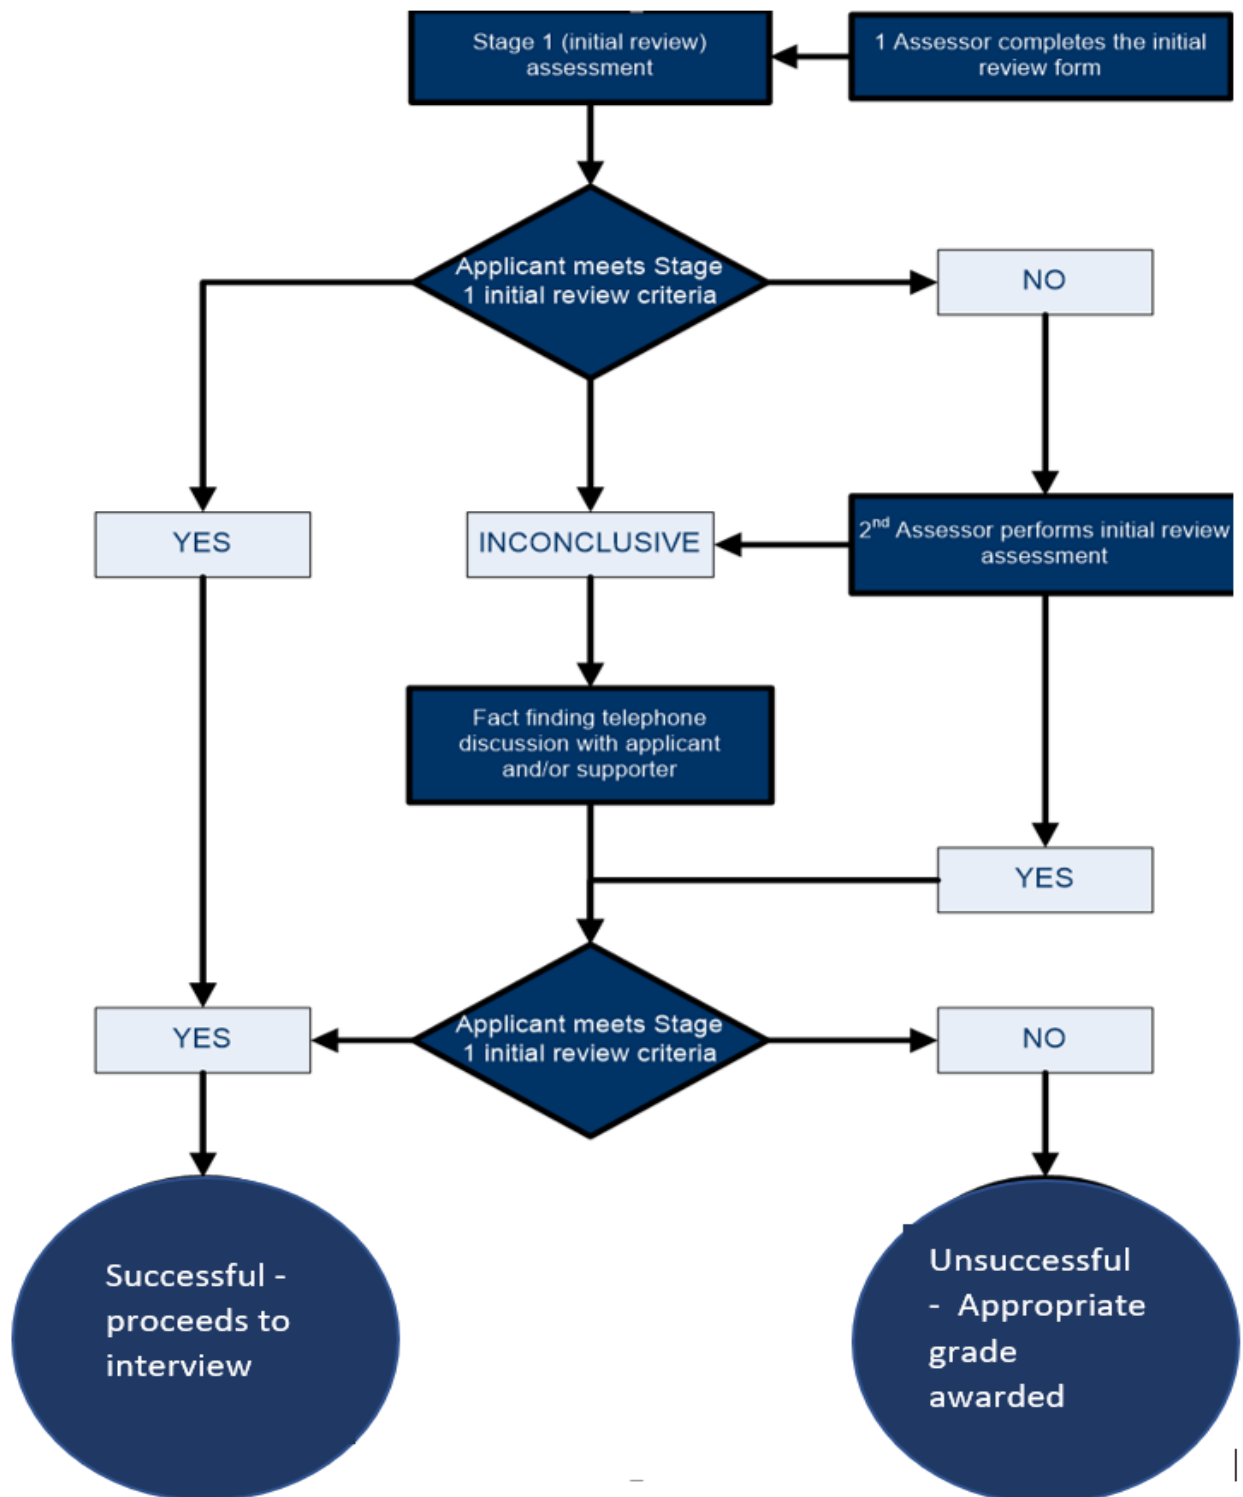 Stage 1 (initial review)
assessment
1 Assessor completes the initial
review form
Applicant meets Stage
1 initial review criteria
NO
YES
INCONCLUSIVE
2nd Assessor performs initial review
assessment
Fact finding telephone
discussion with applicant
and/or supporter
YES
Applicant meets Stage
1 initial review criteria
YES
NO
Successful -
proceeds to
interview
Unsuccessful
- Appropriate
grade
awarded